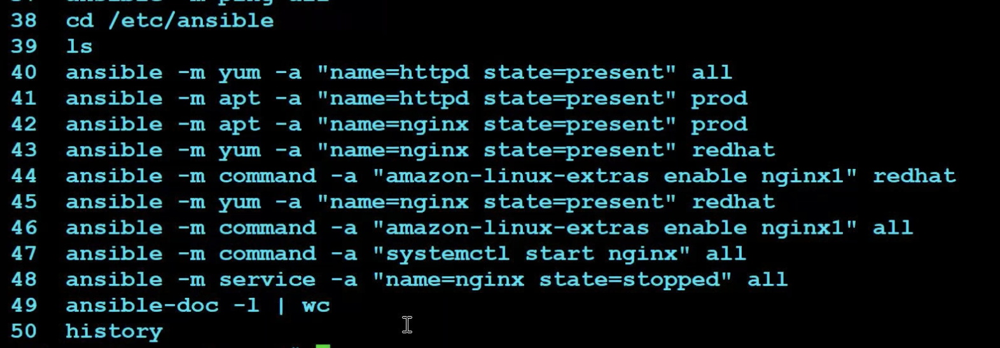 38 cd /etc/ansible
39 ls
40 ansible -m yum -a "name=httpd state=present" all
41 ansible -m apt -a "name=httpd state=present" prod
42 ansible -m apt -a "name=nginx state=present" prod
43 ansible -m yum -a "name=nginx state=present" redhat
44 ansible -m command -a "amazon-linux-extras enable nginx1" redhat
45 ansible -m yum -a "name=nginx state=present" redhat
46 ansible -m command -a "amazon-linux-extras enable nginx1" all
47 ansible -m command -a "systemctl start nginx" all
48 ansible -m service -a "name=nginx state=stopped" all
49 ansible-doc -l | wc
50 history